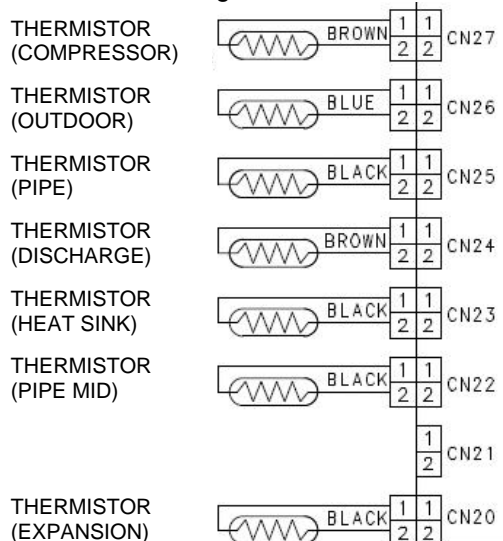 THERMISTOR
(COMPRESSOR)
BROWN
1 1
2 2
CN27
THERMISTOR
(OUTDOOR)
BLUE
1 1
2 2
CN26
THERMISTOR
(PIPE)
BLACK
1 1
2 2
CN25
THERMISTOR
(DISCHARGE)
BROWN
1 1
2 2
CN24
THERMISTOR
(HEAT SINK)
BLACK
1 1
2 2
CN23
THERMISTOR
(PIPE MID)
BLACK
1 1
2 2
CN22
1
2
CN21
THERMISTOR
(EXPANSION)
BLACK
1 1
2 2
CN20